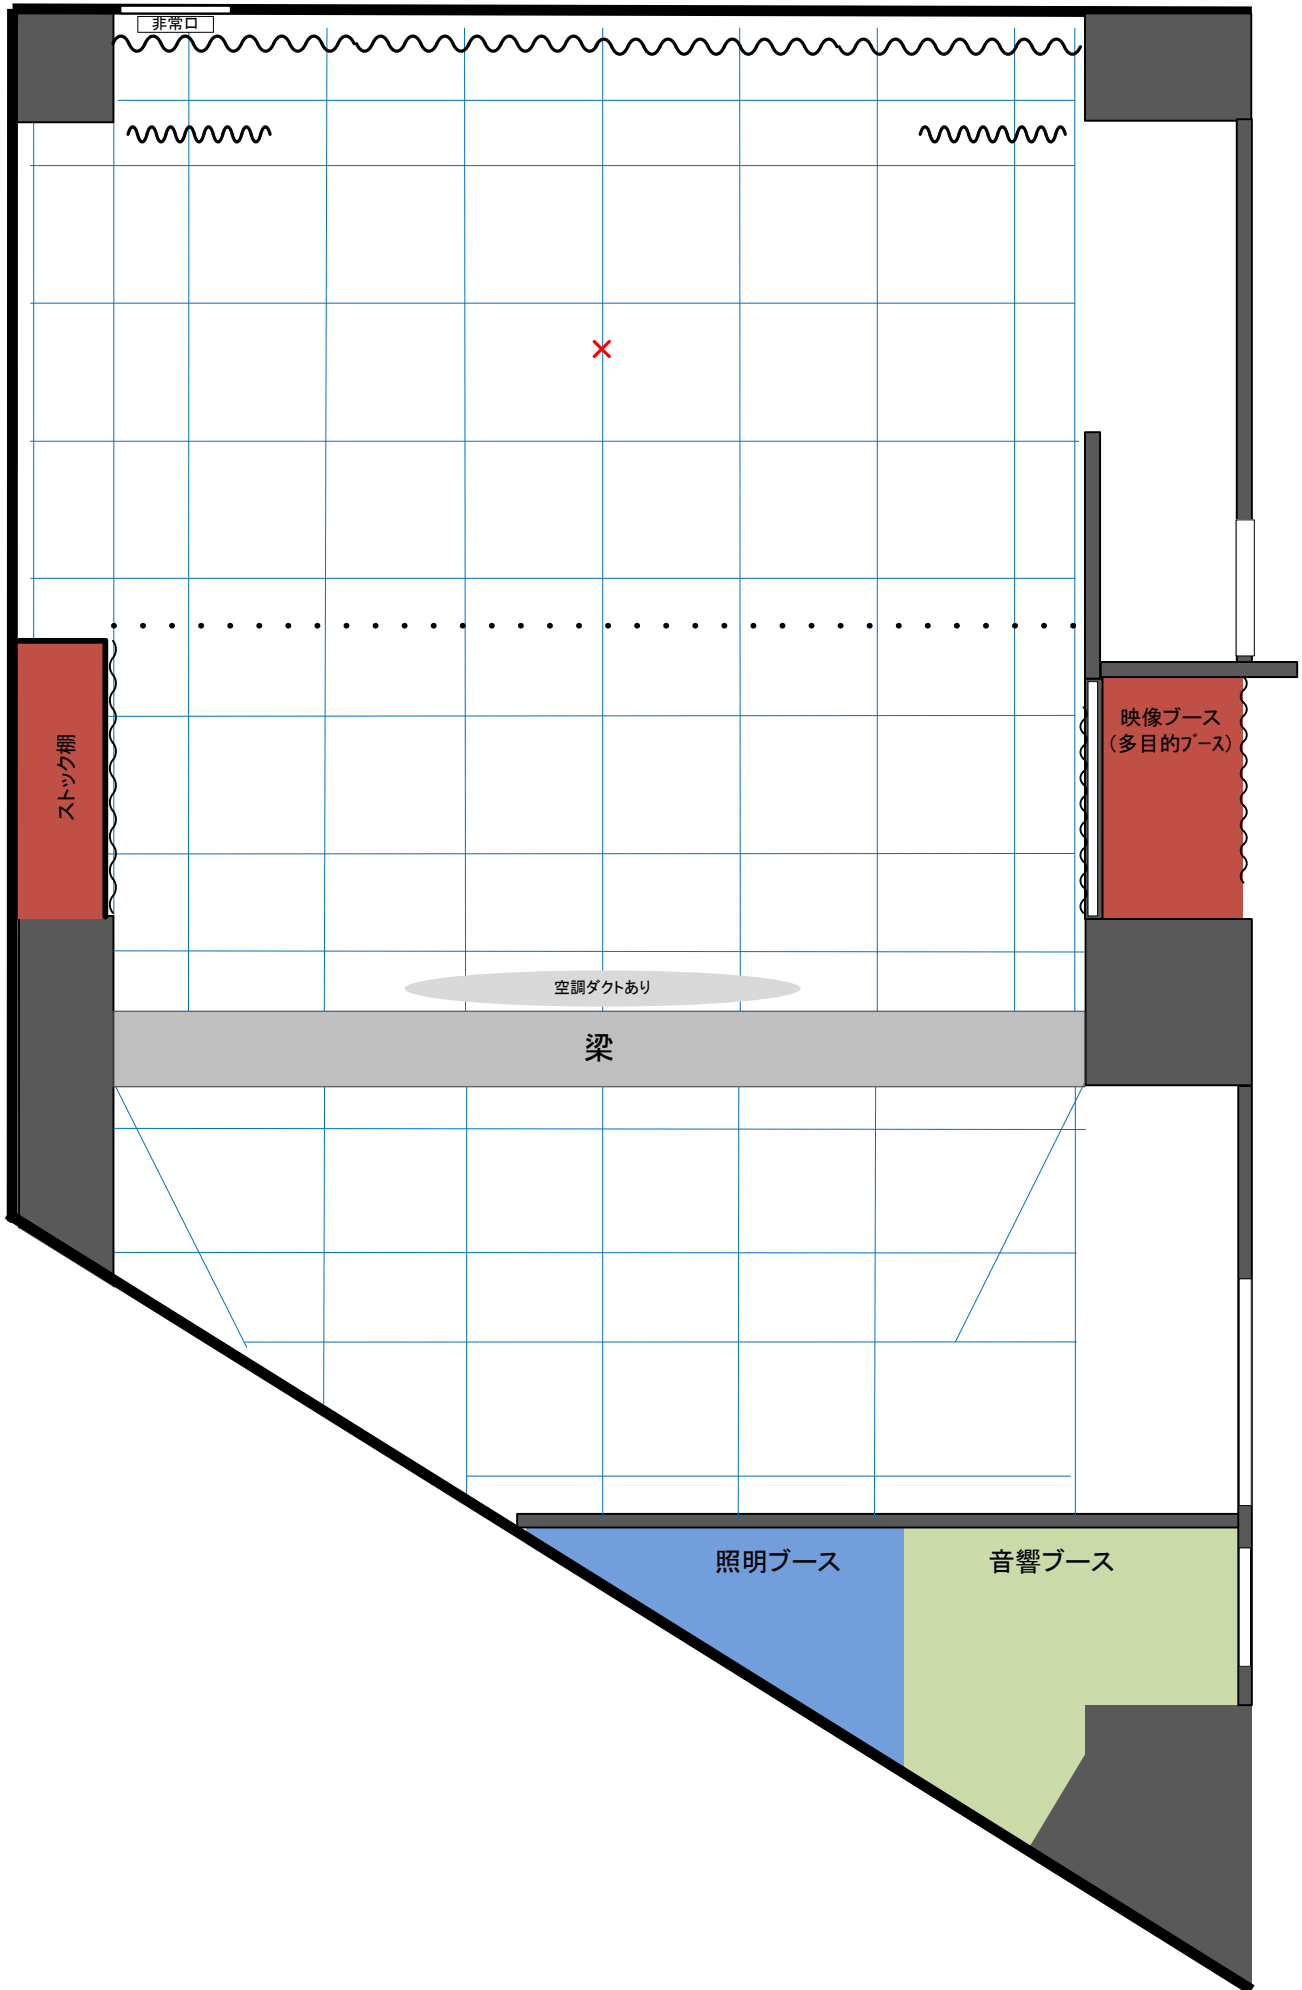 非常口
映像ブース
（多目的ﾌﾞｰｽ）
ストック棚
空調ダクトあり
梁
照明ブース
音響ブース